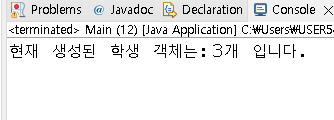 Problems @ Javadoc Declaration Console
<terminated> Main (12) [Java Application] C:₩Users₩USER54
현재 생성된 학생 객체는:3개 입니다.